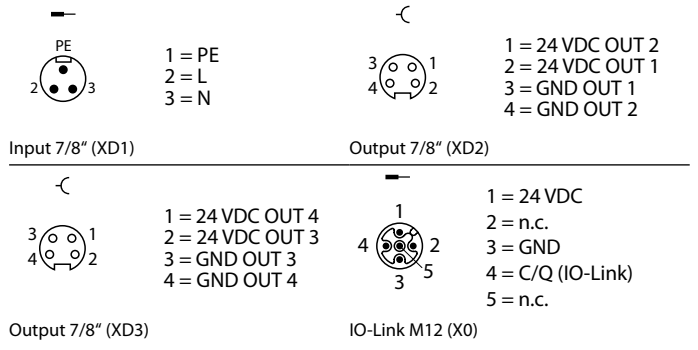 PE
2
3
1 = PE
2 = L
3 = N
Input 7/8“ (XD1)
3
1
4
2
1 = 24 VDC OUT 2
2 = 24 VDC OUT 1
3 = GND OUT 1
4 = GND OUT 2
Output 7/8“ (XD2)
3
1
4
2
1 = 24 VDC OUT 4
2 = 24 VDC OUT 3
3 = GND OUT 3
4 = GND OUT 4
Output 7/8“ (XD3)
1
4
2
5
3
1 = 24 VDC
2 = n.c.
3 = GND
4 = C/Q (IO-Link)
5 = n.c.
IO-Link M12 (X0)